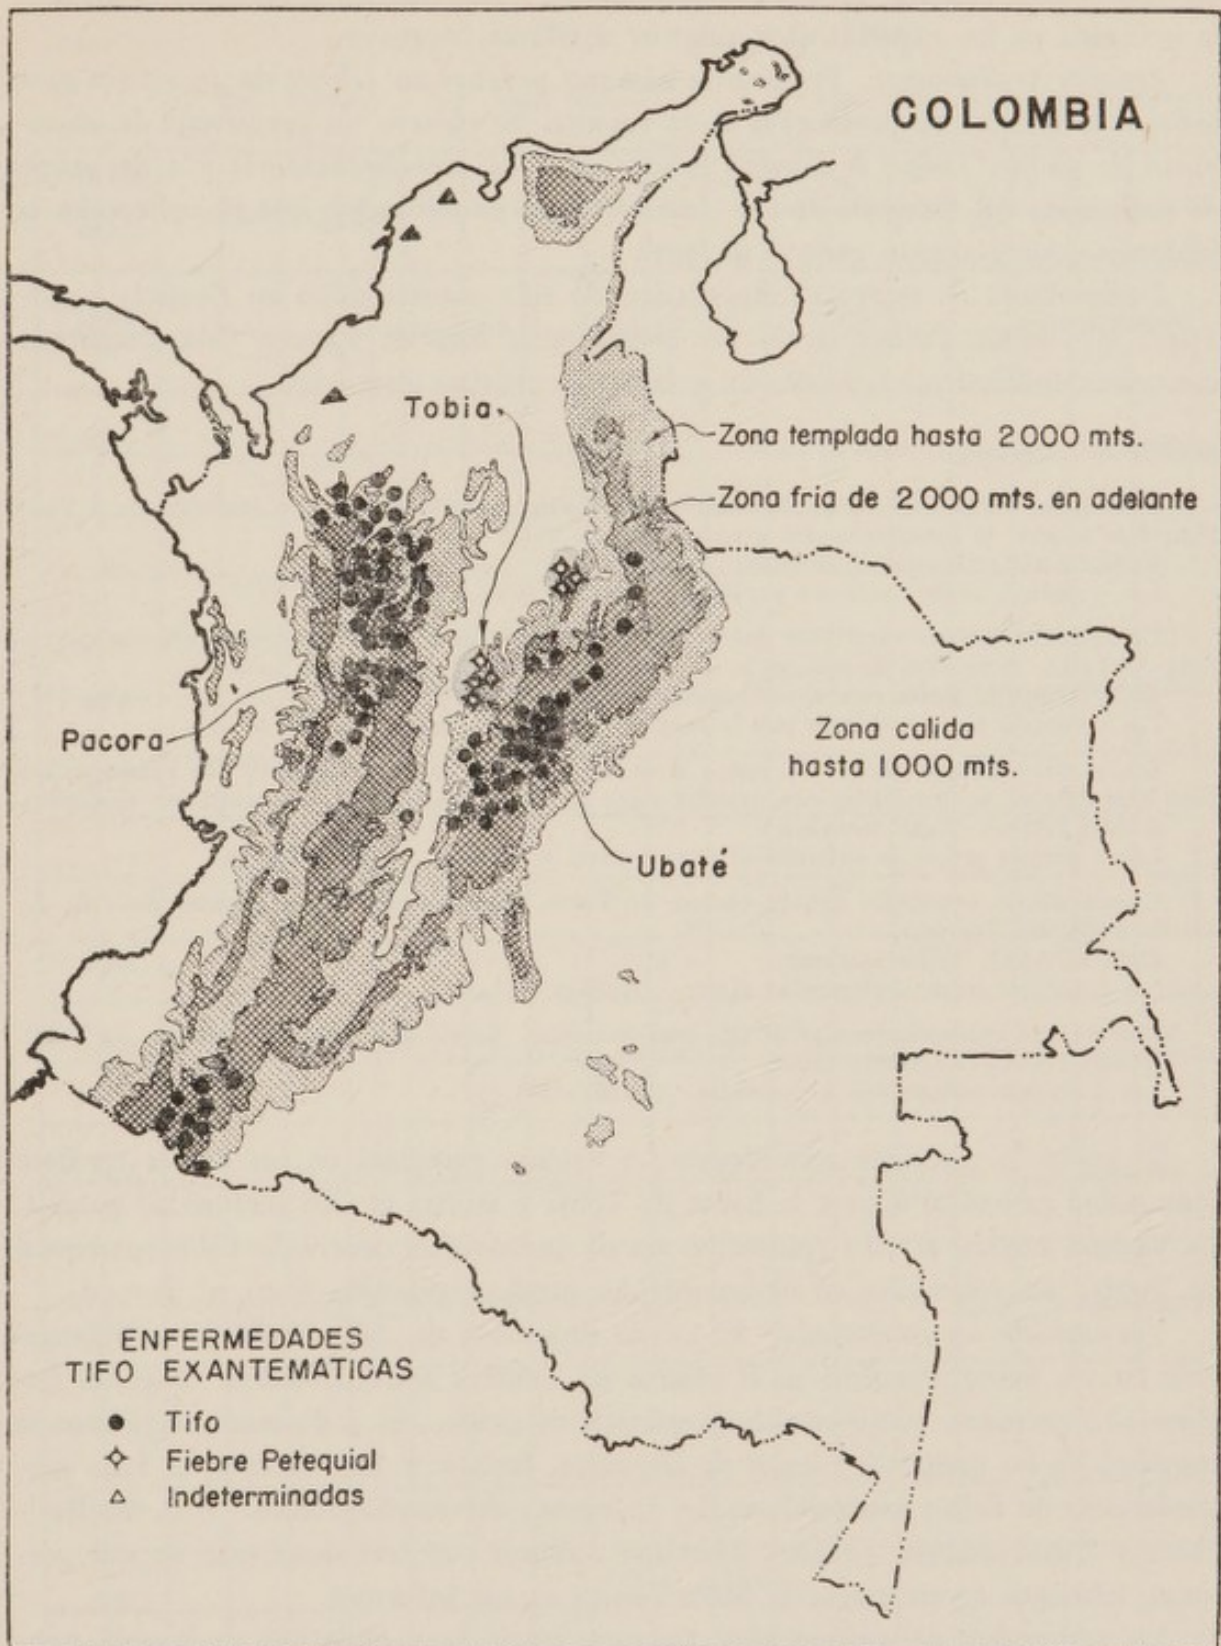 COLOMBIA
Tobia
Zona templada hasta 2000 mts.
Zona fria de 2000 mts. en adelante
Pacora
Zona calida
hasta 1000 mts.
Ubaté
ENFERMEDADES
TIFO EXANTEMATICAS
Tifo
Fiebre Petequial
Indeterminadas